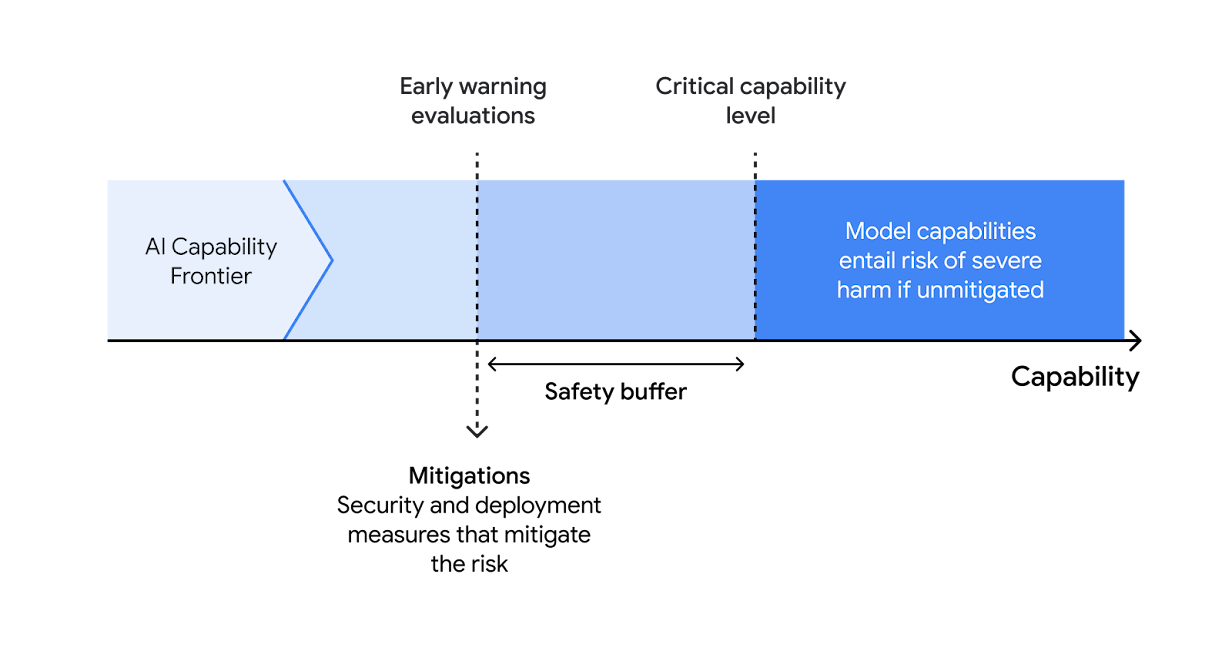 Early warning
evaluations
Critical capability
level
AI Capability
Frontier
Model capabilities
entail risk of severe
harm if unmitigated
Capability
Safety buffer
Mitigations
Security and deployment
measures that mitigate
the risk